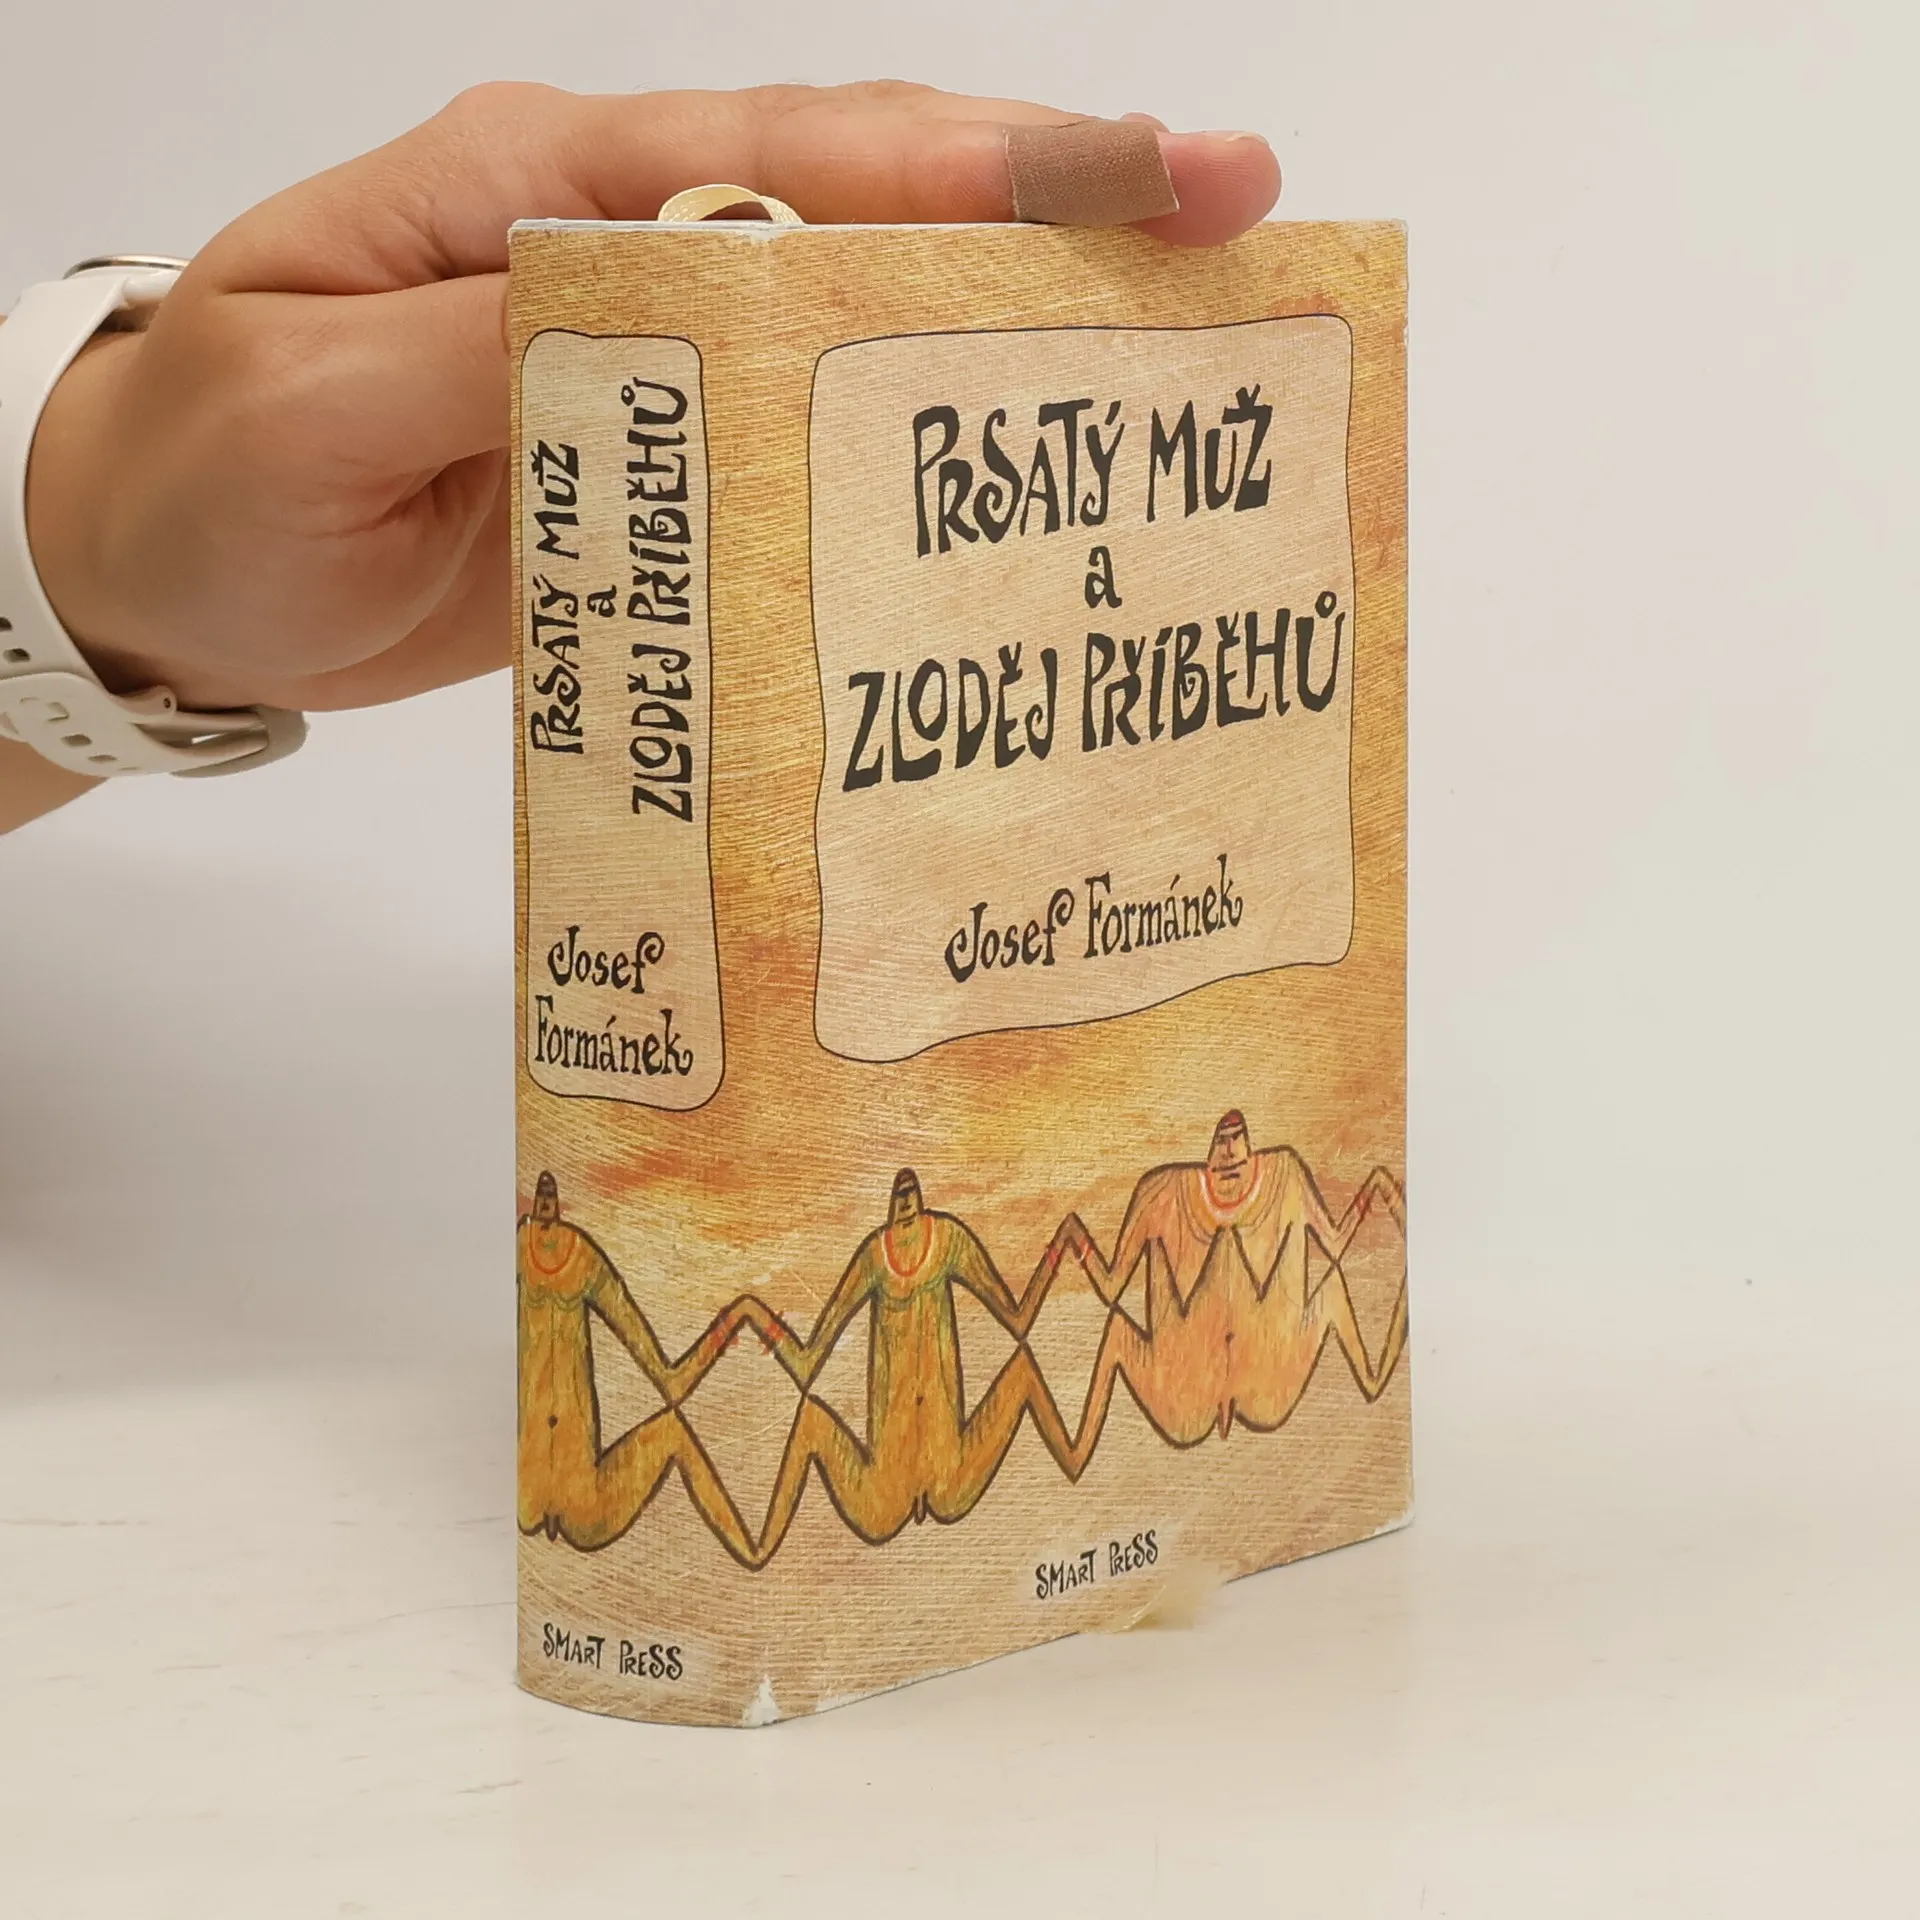 PRSATÝ MUŽ
a
ZLODĚJ PŘÍBĚHŮ
Josef
Formánek
SMART PRESS
PRSATÝ MUŽ
a
ZLODĚJ PŘÍBĚHŮ
Josef Formánek
SMART PRESS